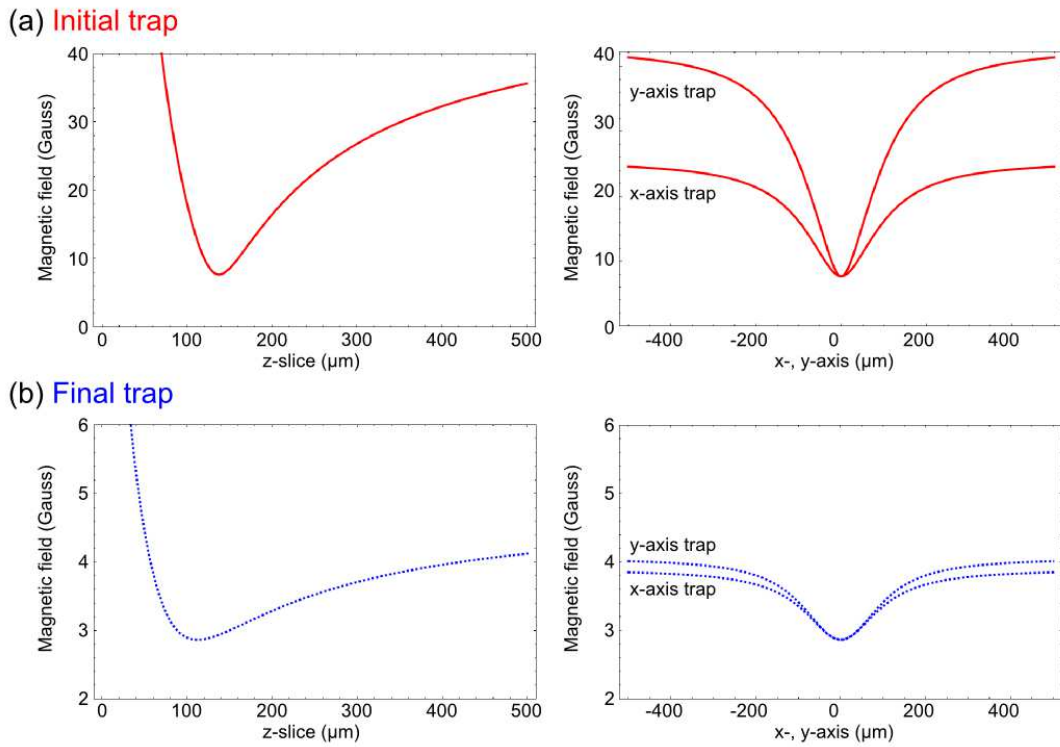 (a) Initial trap
40
30
20
10
0
Magnetic field (Gauss)
0 100 200 300 400 500
z-slice (μm)
40
30
20
10
0
Magnetic field (Gauss)
y-axis trap
x-axis trap
-400 -200 0 200 400
x-, y-axis (μm)
(b) Final trap
6
5
4
3
2
Magnetic field (Gauss)
0 100 200 300 400 500
z-slice (μm)
6
5
4
3
2
Magnetic field (Gauss)
y-axis trap
x-axis trap
-400 -200 0 200 400
x-, y-axis (μm)